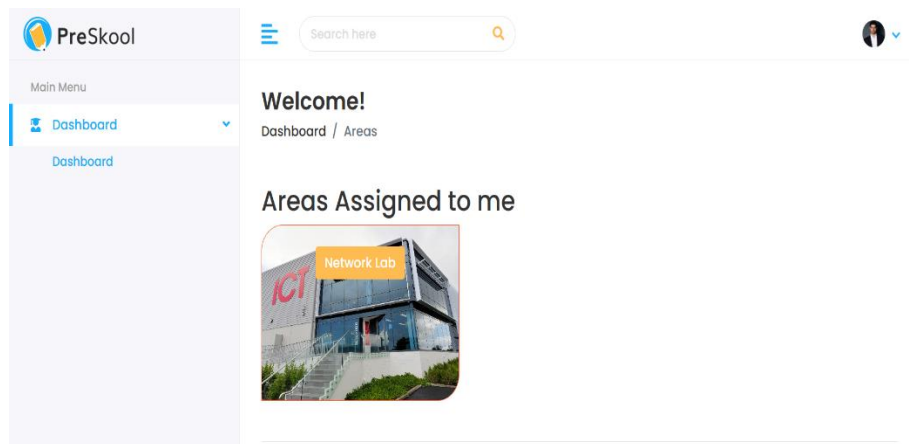 PreSkool
Search here
Main Menu
Dashboard
Dashboard
Welcome!
Dashboard / Areas
Areas Assigned to me
Network Lab
ICT